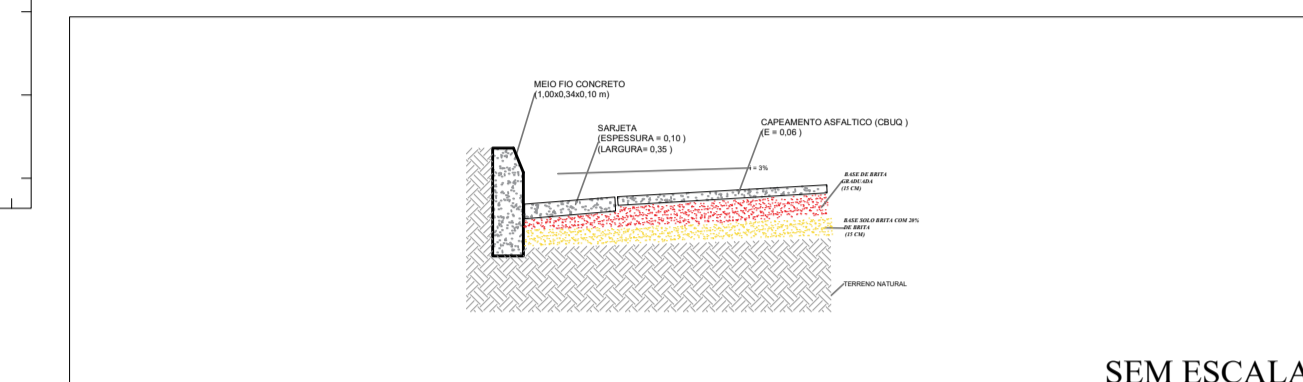 MEIO FIO CONCRETO
(1,00x0,34x0,10 m)
SARJETA
(ESPESSURA = 0,10 )
(LARGURA= 0,35 )
CAPEAMENTO ASFALTICO (CBUQ )
(E = 0,06 )
i = 3%
BASE DE BRITA
GRADUADA
(15 CM)
BASE SOLO BRITA COM 20%
DE BRITA
(15 CM)
TERRENO NATURAL
SEM ESCALA